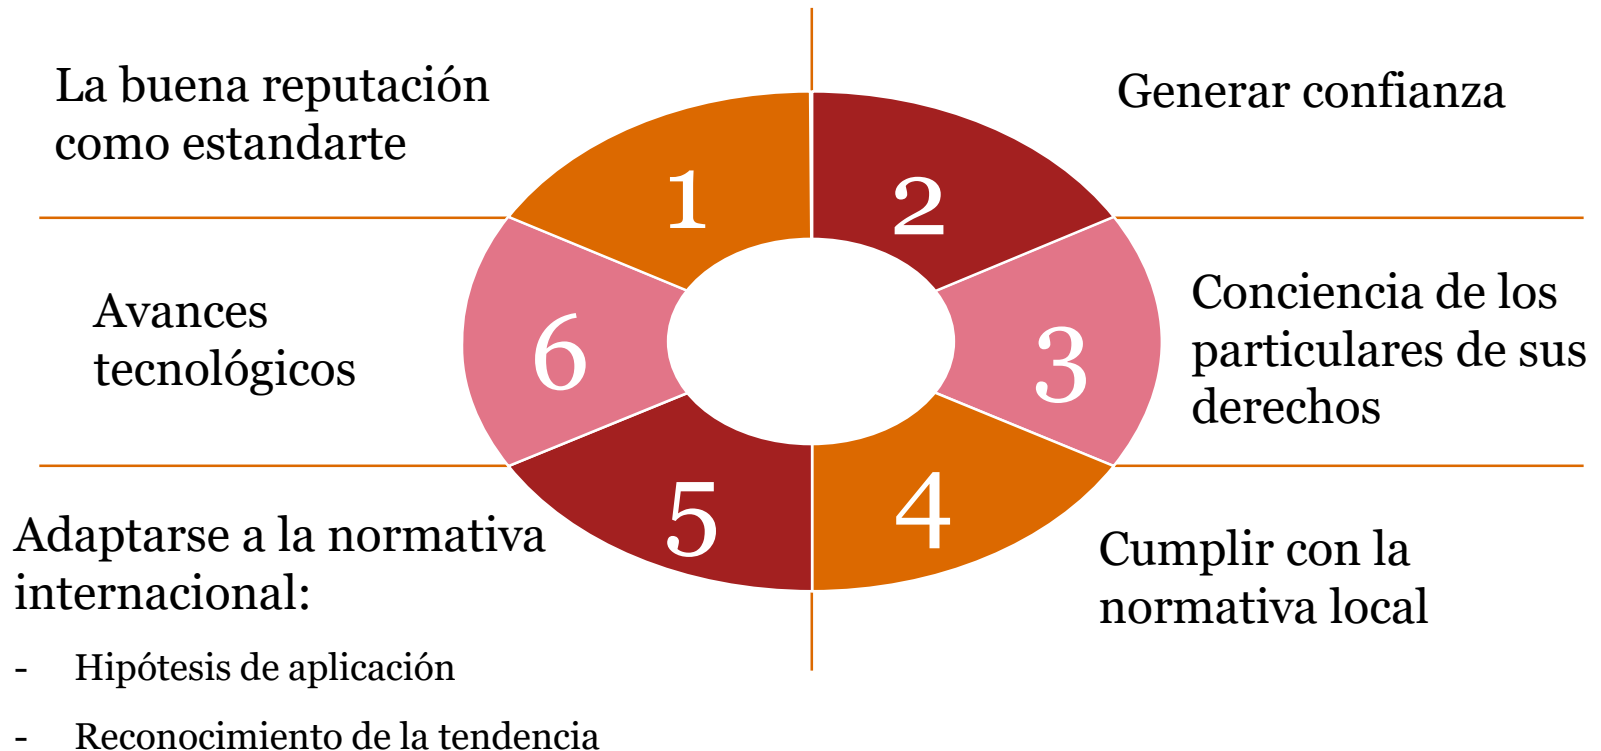 La buena reputación
como estandarte
1
2
Generar confianza
Avances
tecnológicos
6
3
Conciencia de los
particulares de sus
derechos
Adaptarse a la normativa
internacional:
- Hipótesis de aplicación
- Reconocimiento de la tendencia
5
4
Cumplir con la
normativa local